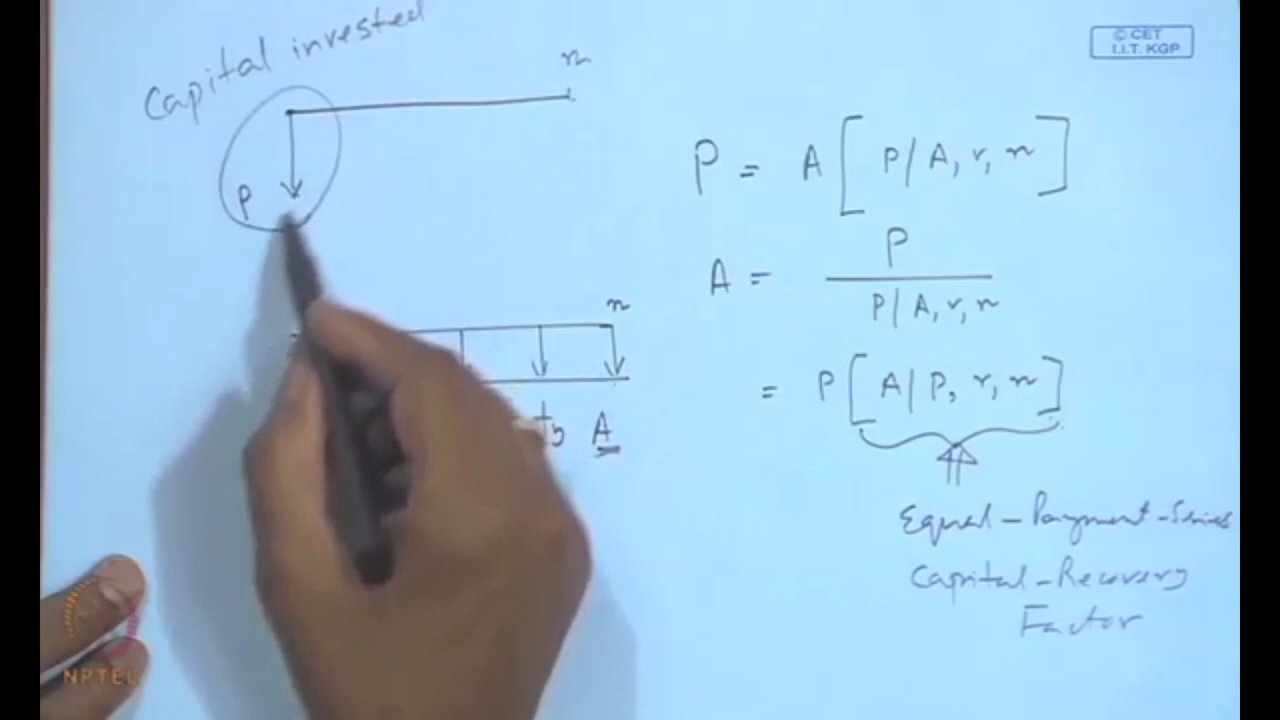 Capital invested
© CET
I.I.T. KGP
n
P
P = A [ P/A, r, n ]
A = P
P/A, r, n
n
= P [ A/P, r, n ]
A
Equal-Payment-Series
Capital-Recovery
Factor
NPTEL